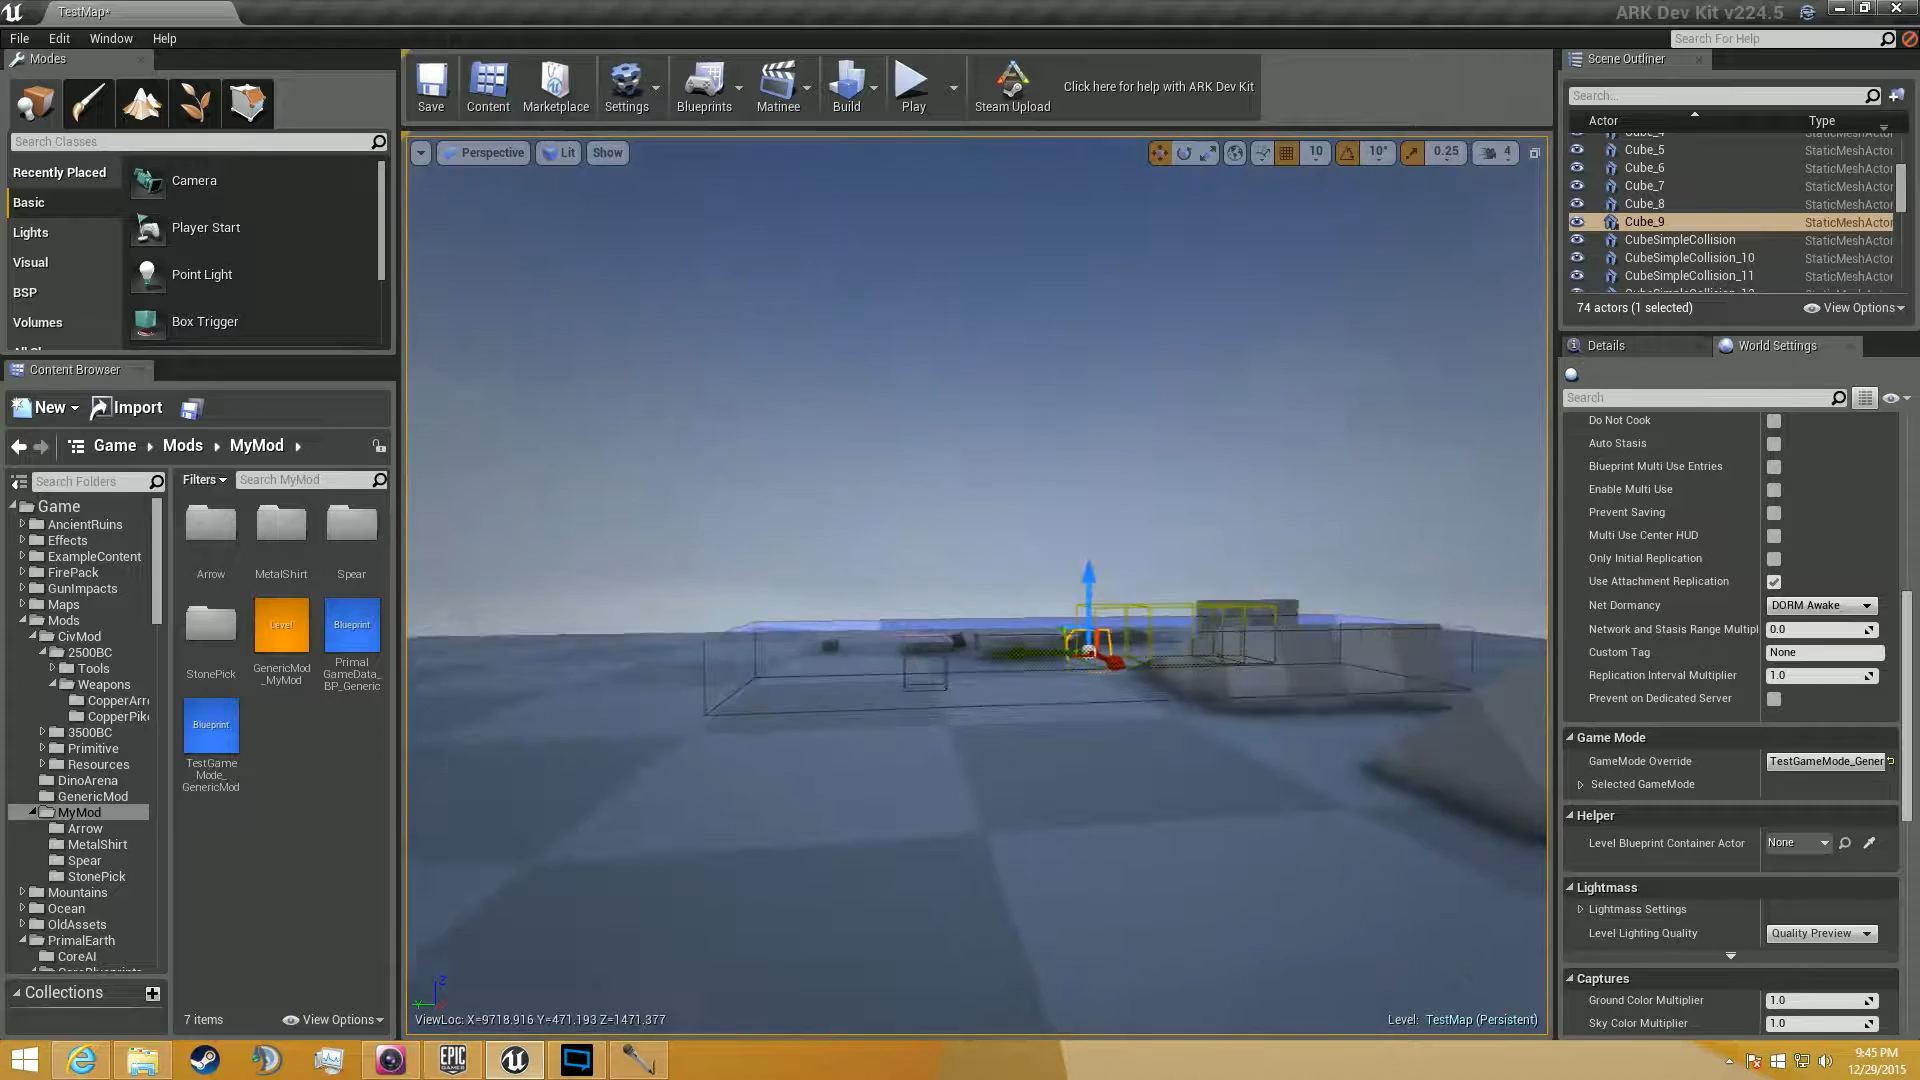 TestMap*
ARK Dev Kit v224.5
File Edit Window Help
Search For Help
Modes
Search Classes
Recently Placed
Basic
Lights
Visual
BSP
Volumes
Camera
Player Start
Point Light
Box Trigger
Save
Content
Marketplace
Settings
Blueprints
Matinee
Build
Play
Steam Upload
Click here for help with ARK Dev Kit
Perspective
Lit
Show
10
10°
0.25
4
ViewLoc: X=9718.916 Y=471.193 Z=1471.377
Level: TestMap (Persistent)
Content Browser
New
Import
Game Mods MyMod
Search Folders
Game
AncientRuins
Effects
ExampleContent
FirePack
GunImpacts
Maps
Mods
CivMod
2500BC
Tools
Weapons
CopperArr
CopperPik
3500BC
Primitive
Resources
DinoArena
GenericMod
MyMod
Arrow
MetalShirt
Spear
StonePick
Mountains
Ocean
OldAssets
PrimalEarth
CoreAI
Collections
Filters
Search MyMod
Arrow
MetalShirt
Spear
StonePick
Level
GenericMod
_MyMod
Blueprint
Primal
GameData_
BP_Generic
Blueprint
TestGame
Mode_
GenericMod
7 items
View Options
Scene Outliner
Search...
Actor Type
Cube_5 StaticMeshActor
Cube_6 StaticMeshActor
Cube_7 StaticMeshActor
Cube_8 StaticMeshActor
Cube_9 StaticMeshActor
CubeSimpleCollision StaticMeshActor
CubeSimpleCollision_10 StaticMeshActor
CubeSimpleCollision_11 StaticMeshActor
74 actors (1 selected)
View Options
Details
World Settings
Search
Do Not Cook
Auto Stasis
Blueprint Multi Use Entries
Enable Multi Use
Prevent Saving
Multi Use Center HUD
Only Initial Replication
Use Attachment Replication
Net Dormancy DORM Awake
Network and Stasis Range Multipl 0.0
Custom Tag None
Replication Interval Multiplier 1.0
Prevent on Dedicated Server
Game Mode
GameMode Override TestGameMode_Gener
Selected GameMode
Helper
Level Blueprint Container Actor None
Lightmass
Lightmass Settings
Level Lighting Quality Quality Preview
Captures
Ground Color Multiplier 1.0
Sky Color Multiplier 1.0
EPIC
GAMES
9:45 PM
12/29/2015